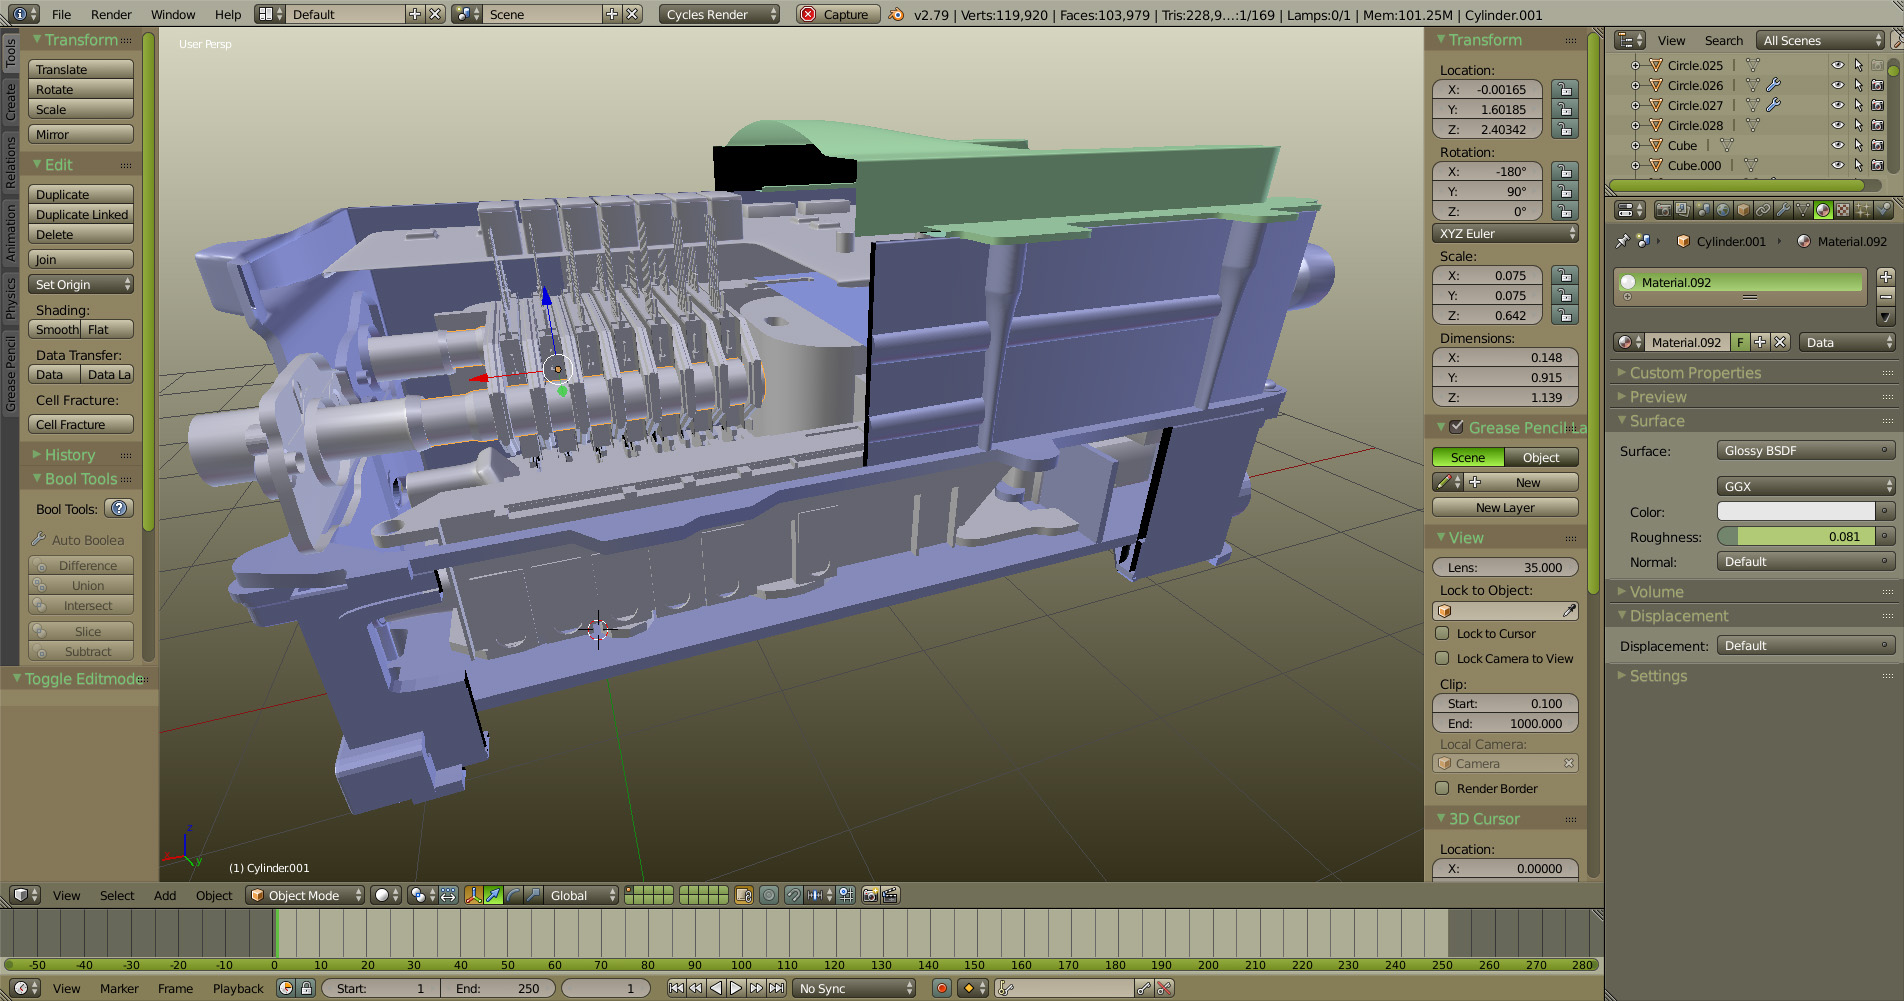 File Render Window Help Default Scene Cycles Render Capture v2.79 | Verts:119,920 | Faces:103,979 | Tris:228,9...:1/169 | Lamps:0/1 | Mem:101.25M | Cylinder.001
Tools
Create
Relations
Animation
Physics
Grease Pencil
Transform
Translate
Rotate
Scale
Mirror
Edit
Duplicate
Duplicate Linked
Delete
Join
Set Origin
Shading:
Smooth Flat
Data Transfer:
Data Data La
Cell Fracture:
Cell Fracture
History
Bool Tools
Bool Tools:
Auto Boolea
Difference
Union
Intersect
Slice
Subtract
Toggle Editmode
User Persp
(1) Cylinder.001
z
x
y
Transform
Location:
X: -0.00165
Y: 1.60185
Z: 2.40342
Rotation:
X: -180°
Y: 90°
Z: 0°
XYZ Euler
Scale:
X: 0.075
Y: 0.075
Z: 0.642
Dimensions:
X: 0.148
Y: 0.915
Z: 1.139
Grease Pencil La
Scene Object
New
New Layer
View
Lens: 35.000
Lock to Object:
Lock to Cursor
Lock Camera to View
Clip:
Start: 0.100
End: 1000.000
Local Camera:
Camera
Render Border
3D Cursor
Location:
X: 0.00000
View Search All Scenes
Circle.025
Circle.026
Circle.027
Circle.028
Cube
Cube.000
Cylinder.001 Material.092
Material.092
Material.092 F Data
Custom Properties
Preview
Surface
Surface: Glossy BSDF
GGX
Color:
Roughness: 0.081
Normal: Default
Volume
Displacement
Displacement: Default
Settings
View Select Add Object Object Mode Global
-50 -40 -30 -20 -10 0 10 20 30 40 50 60 70 80 90 100 110 120 130 140 150 160 170 180 190 200 210 220 230 240 250 260 270 280
View Marker Frame Playback Start: 1 End: 250 1 No Sync